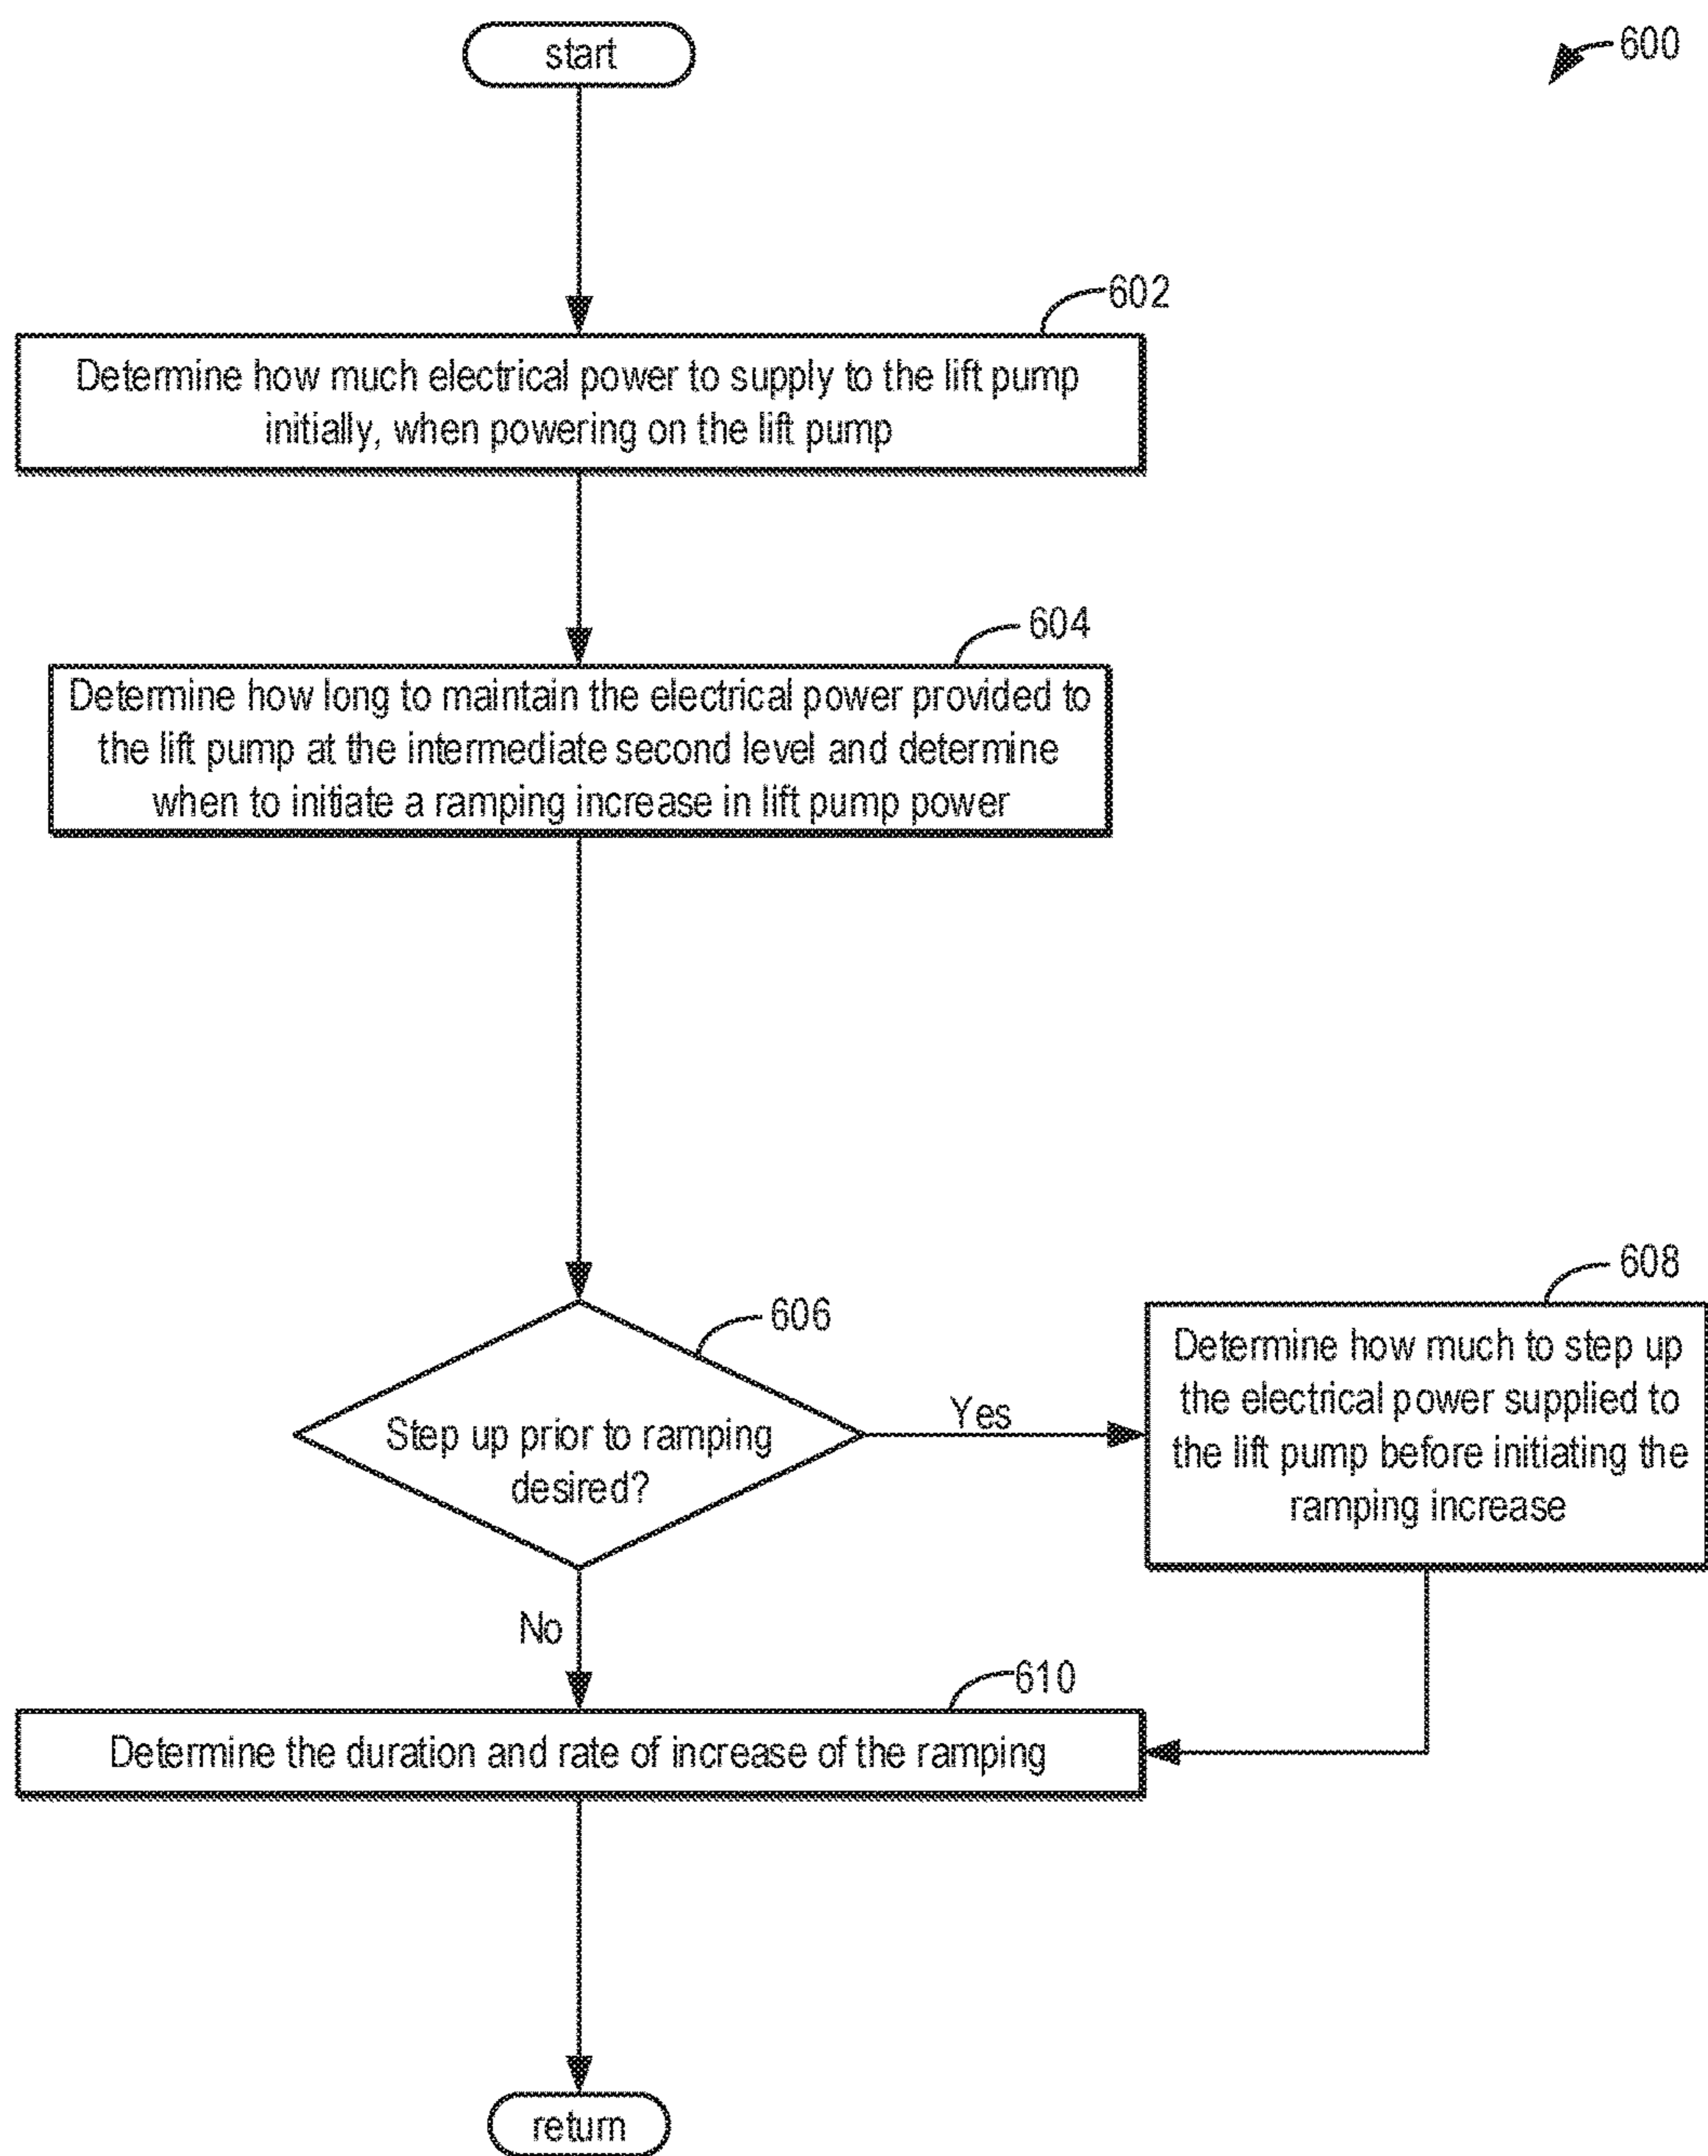 start
600
602
Determine how much electrical power to supply to the lift pump
initially, when powering on the lift pump
604
Determine how long to maintain the electrical power provided to
the lift pump at the intermediate second level and determine
when to initiate a ramping increase in lift pump power
606
Step up prior to ramping
desired?
Yes
608
Determine how much to step up
the electrical power supplied to
the lift pump before initiating the
ramping increase
No
610
Determine the duration and rate of increase of the ramping
return